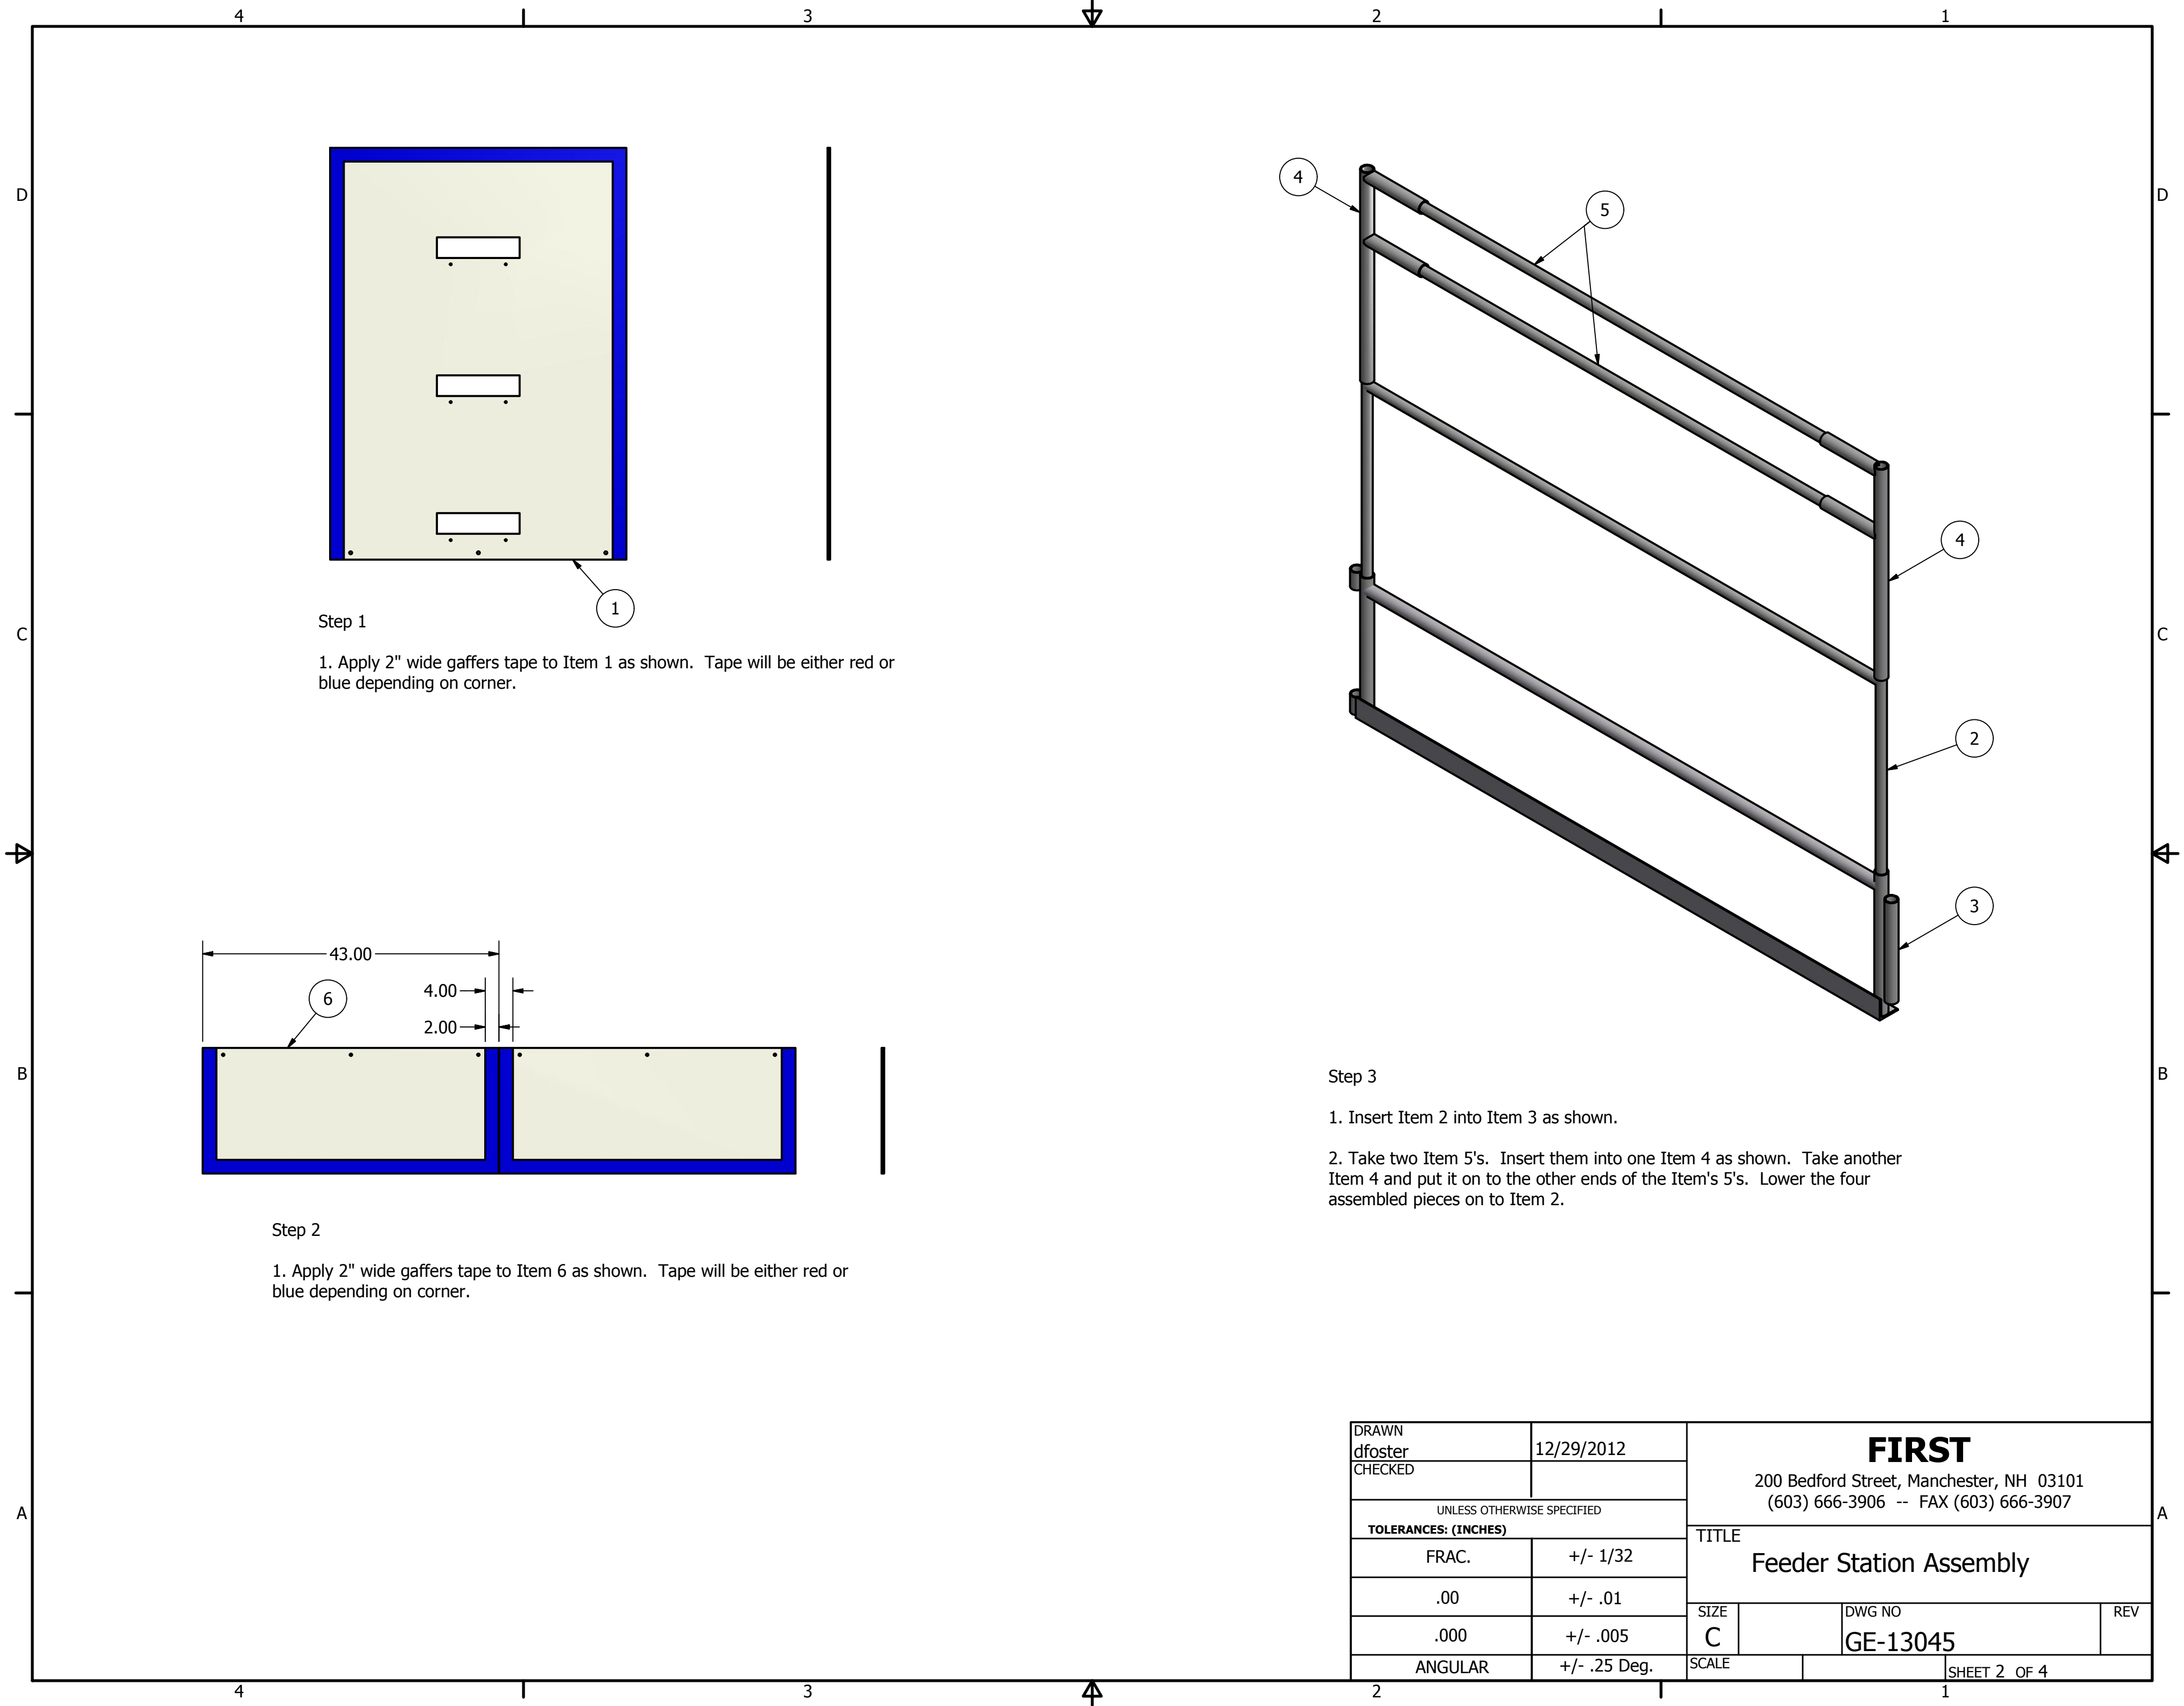 4 3 2 1
D D
C C
B B
A A
4
5
4
2
3
1
Step 1
1. Apply 2" wide gaffers tape to Item 1 as shown. Tape will be either red or
blue depending on corner.
43.00
4.00
2.00
6
Step 2
1. Apply 2" wide gaffers tape to Item 6 as shown. Tape will be either red or
blue depending on corner.
Step 3
1. Insert Item 2 into Item 3 as shown.
2. Take two Item 5's. Insert them into one Item 4 as shown. Take another
Item 4 and put it on to the other ends of the Item's 5's. Lower the four
assembled pieces on to Item 2.
DRAWN
dfoster 12/29/2012
CHECKED
UNLESS OTHERWISE SPECIFIED
TOLERANCES: (INCHES)
FRAC. +/- 1/32
.00 +/- .01
.000 +/- .005
ANGULAR +/- .25 Deg.
FIRST
200 Bedford Street, Manchester, NH 03101
(603) 666-3906 -- FAX (603) 666-3907
TITLE
Feeder Station Assembly
SIZE DWG NO REV
C GE-13045
SCALE SHEET 2 OF 4
4 3 2 1